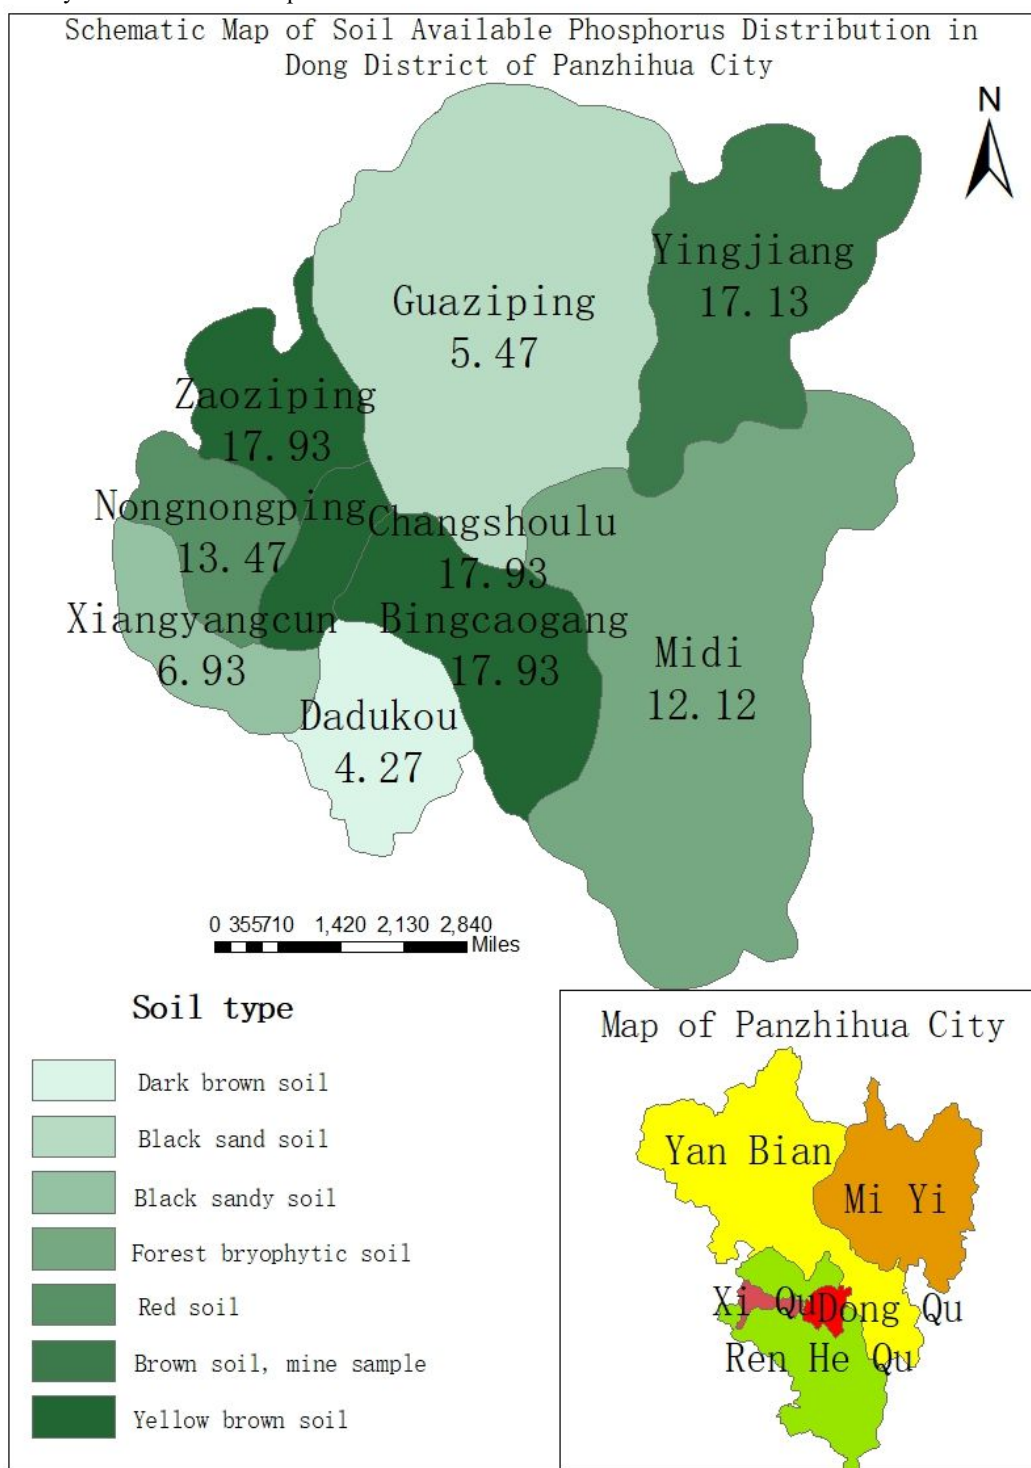 Schematic Map of Soil Available Phosphorus Distribution in
Dong District of Panzhihua City
N
Yingjiang
17.13
Guaziping
5.47
Zaoziping
17.93
Nongnongping
13.47
Changshoulu
17.93
Xiangyangcun
6.93
Bingcaogang
17.93
Midi
12.12
Dadukou
4.27
0 355710 1,420 2,130 2,840
Miles
Soil type
Dark brown soil
Black sand soil
Black sandy soil
Forest bryophytic soil
Red soil
Brown soil, mine sample
Yellow brown soil
Map of Panzhihua City
Yan Bian
Mi Yi
Xi Qu
Dong Qu
Ren He Qu